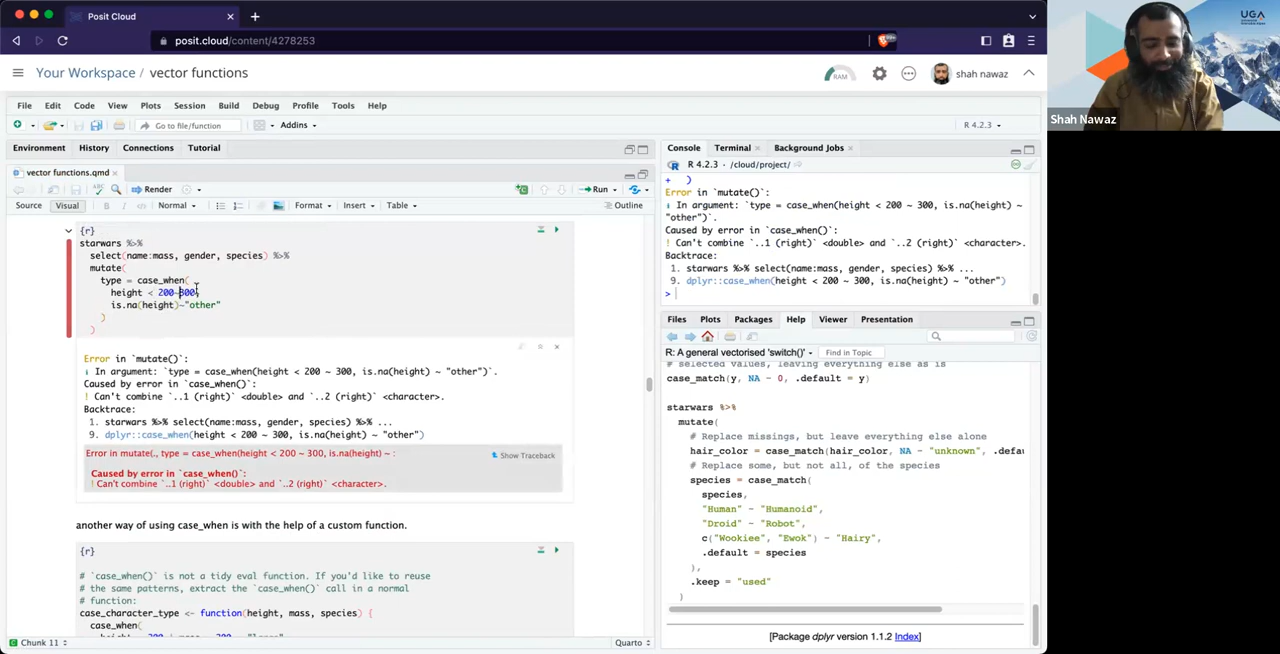 Posit Cloud
posit.cloud/content/4278253
Your Workspace / vector functions
RAM
shah nawaz
File Edit Code View Plots Session Build Debug Profile Tools Help
Go to file/function
Addins
R 4.2.3
Environment History Connections Tutorial
vector functions.qmd
Render
Run
Source Visual
Normal
Format
Insert
Table
Outline
{r}
starwars %>%
select(name:mass, gender, species) %>%
mutate(
type = case_when(
height < 200~300,
is.na(height)~"other"
)
)
Error in `mutate()`:
ℹ In argument: `type = case_when(height < 200 ~ 300, is.na(height) ~ "other")`.
Caused by error in `case_when()`:
! Can't combine `..1 (right)` <double> and `..2 (right)` <character>.
Backtrace:
1. starwars %>% select(name:mass, gender, species) %>% ...
9. dplyr::case_when(height < 200 ~ 300, is.na(height) ~ "other")
Error in mutate(., type = case_when(height < 200 ~ 300, is.na(height) ~ :
Show Traceback
Caused by error in `case_when()`:
! Can't combine `..1 (right)` <double> and `..2 (right)` <character>.
another way of using case_when is with the help of a custom function.
{r}
# `case_when()` is not a tidy eval function. If you'd like to reuse
# the same patterns, extract the `case_when()` call in a normal
# function:
case_character_type <- function(height, mass, species) {
case_when(
Chunk 11
Quarto
Console Terminal Background Jobs
R 4.2.3 · /cloud/project/
+ )
Error in `mutate()`:
ℹ In argument: `type = case_when(height < 200 ~ 300, is.na(height) ~
"other")`.
Caused by error in `case_when()`:
! Can't combine `..1 (right)` <double> and `..2 (right)` <character>.
Backtrace:
1. starwars %>% select(name:mass, gender, species) %>% ...
9. dplyr::case_when(height < 200 ~ 300, is.na(height) ~ "other")
>
Files Plots Packages Help Viewer Presentation
R: A general vectorised 'switch()'
Find in Topic
# selected values, leaving everything else as is
case_match(y, NA ~ 0, .default = y)
starwars %>%
mutate(
# Replace missings, but leave everything else alone
hair_color = case_match(hair_color, NA ~ "unknown", .defau
# Replace some, but not all, of the species
species = case_match(
species,
"Human" ~ "Humanoid",
"Droid" ~ "Robot",
c("Wookiee", "Ewok") ~ "Hairy",
.default = species
),
.keep = "used"
)
[Package dplyr version 1.1.2 Index]
UGA
Shah Nawaz